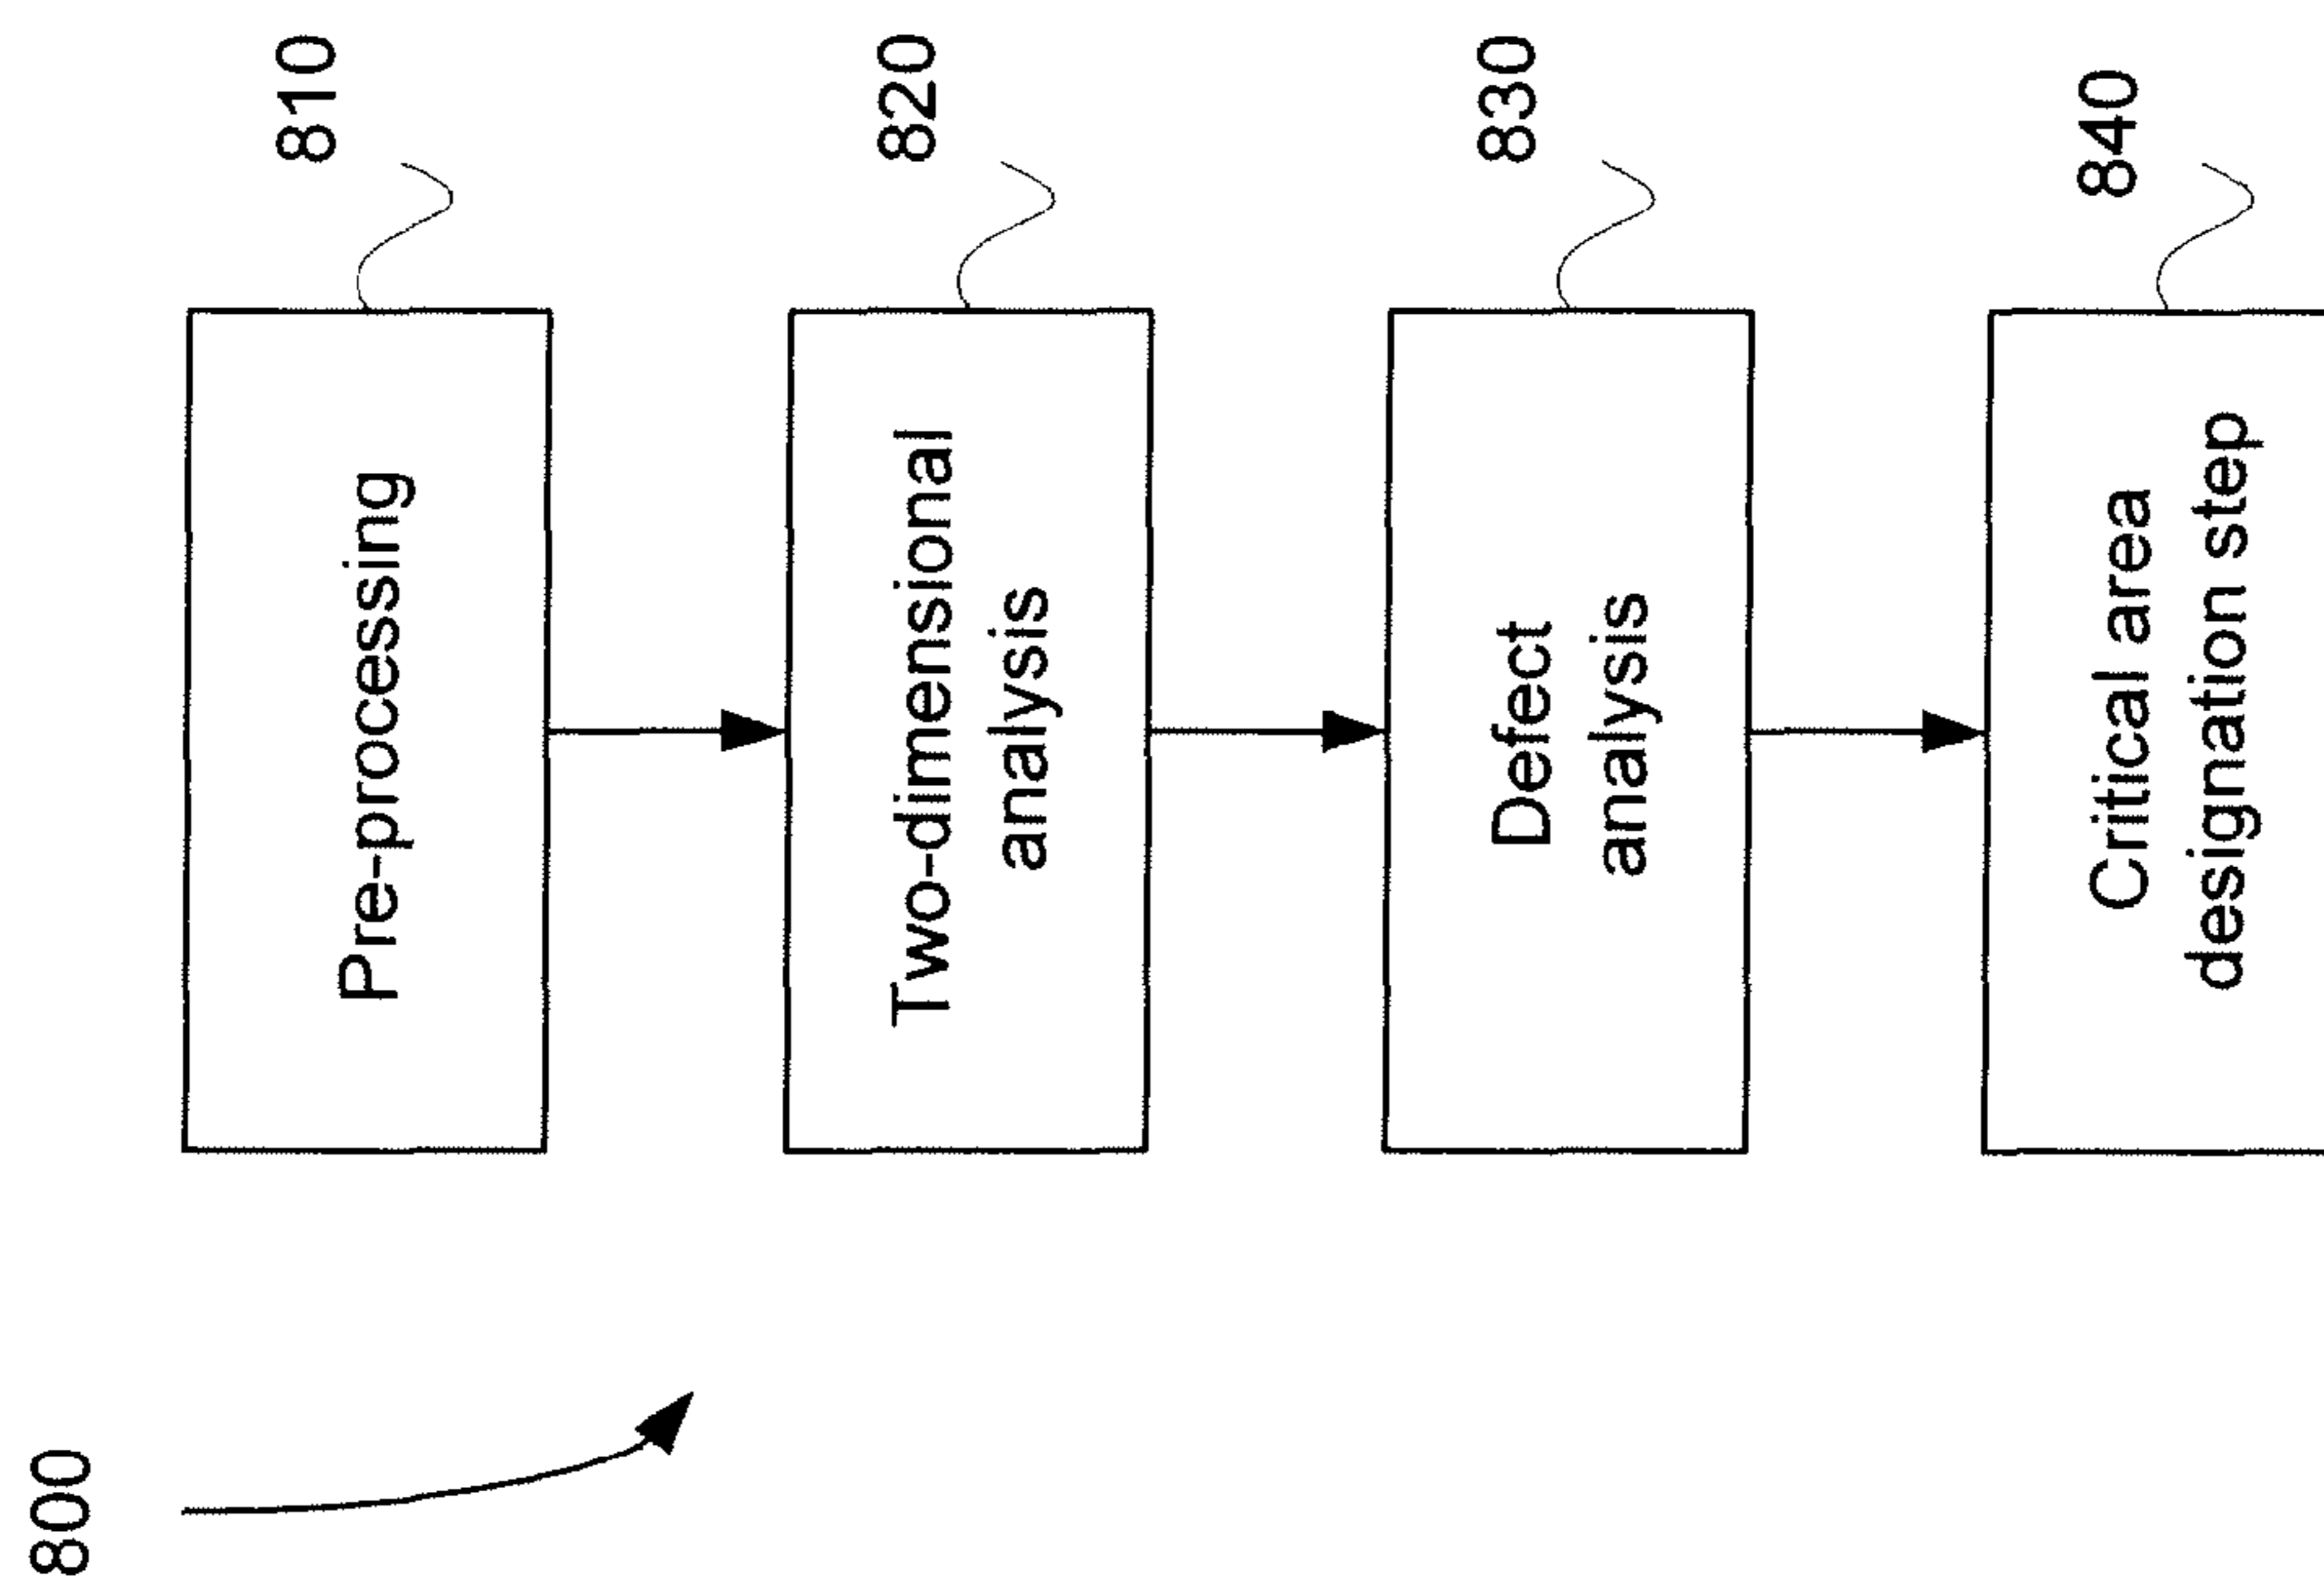 800
Pre-processing
810
Two-dimensional
analysis
820
Defect
analysis
830
Critical area
designation step
840